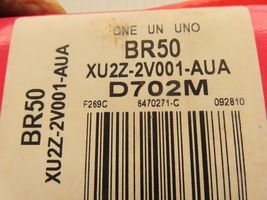 ONE UN UNO
BR50
XU2Z-2V001-AUA
D702M
F269C 6470271-C 092810
BR50
XU2Z-2V001-AUA